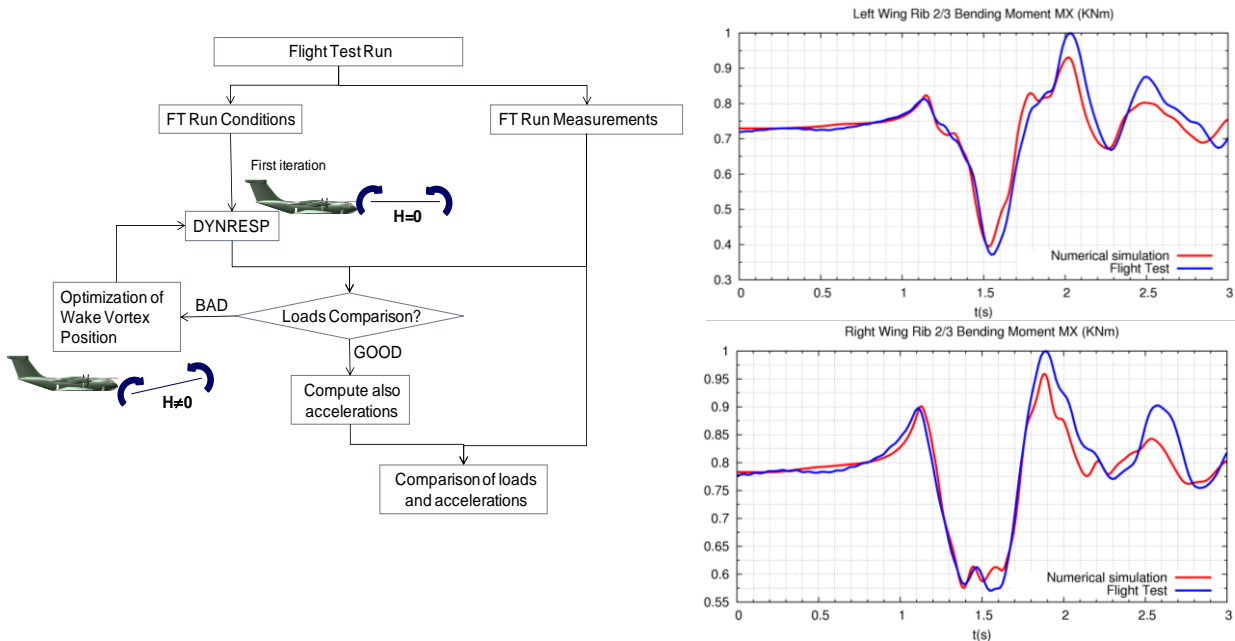 Flight Test Run
FT Run Conditions
FT Run Measurements
First iteration
H=0
DYNRESP
Optimization of
Wake Vortex
Position
BAD
Loads Comparison?
GOOD
H≠0
Compute also
accelerations
Comparison of loads
and accelerations
Left Wing Rib 2/3 Bending Moment MX (KNm)
1
0.9
0.8
0.7
0.6
0.5
0.4
0.3
Numerical simulation
Flight Test
0 0.5 1 1.5 2 2.5 3
t(s)
Right Wing Rib 2/3 Bending Moment MX (KNm)
1
0.95
0.9
0.85
0.8
0.75
0.7
0.65
0.6
0.55
Numerical simulation
Flight Test
0 0.5 1 1.5 2 2.5 3
t(s)